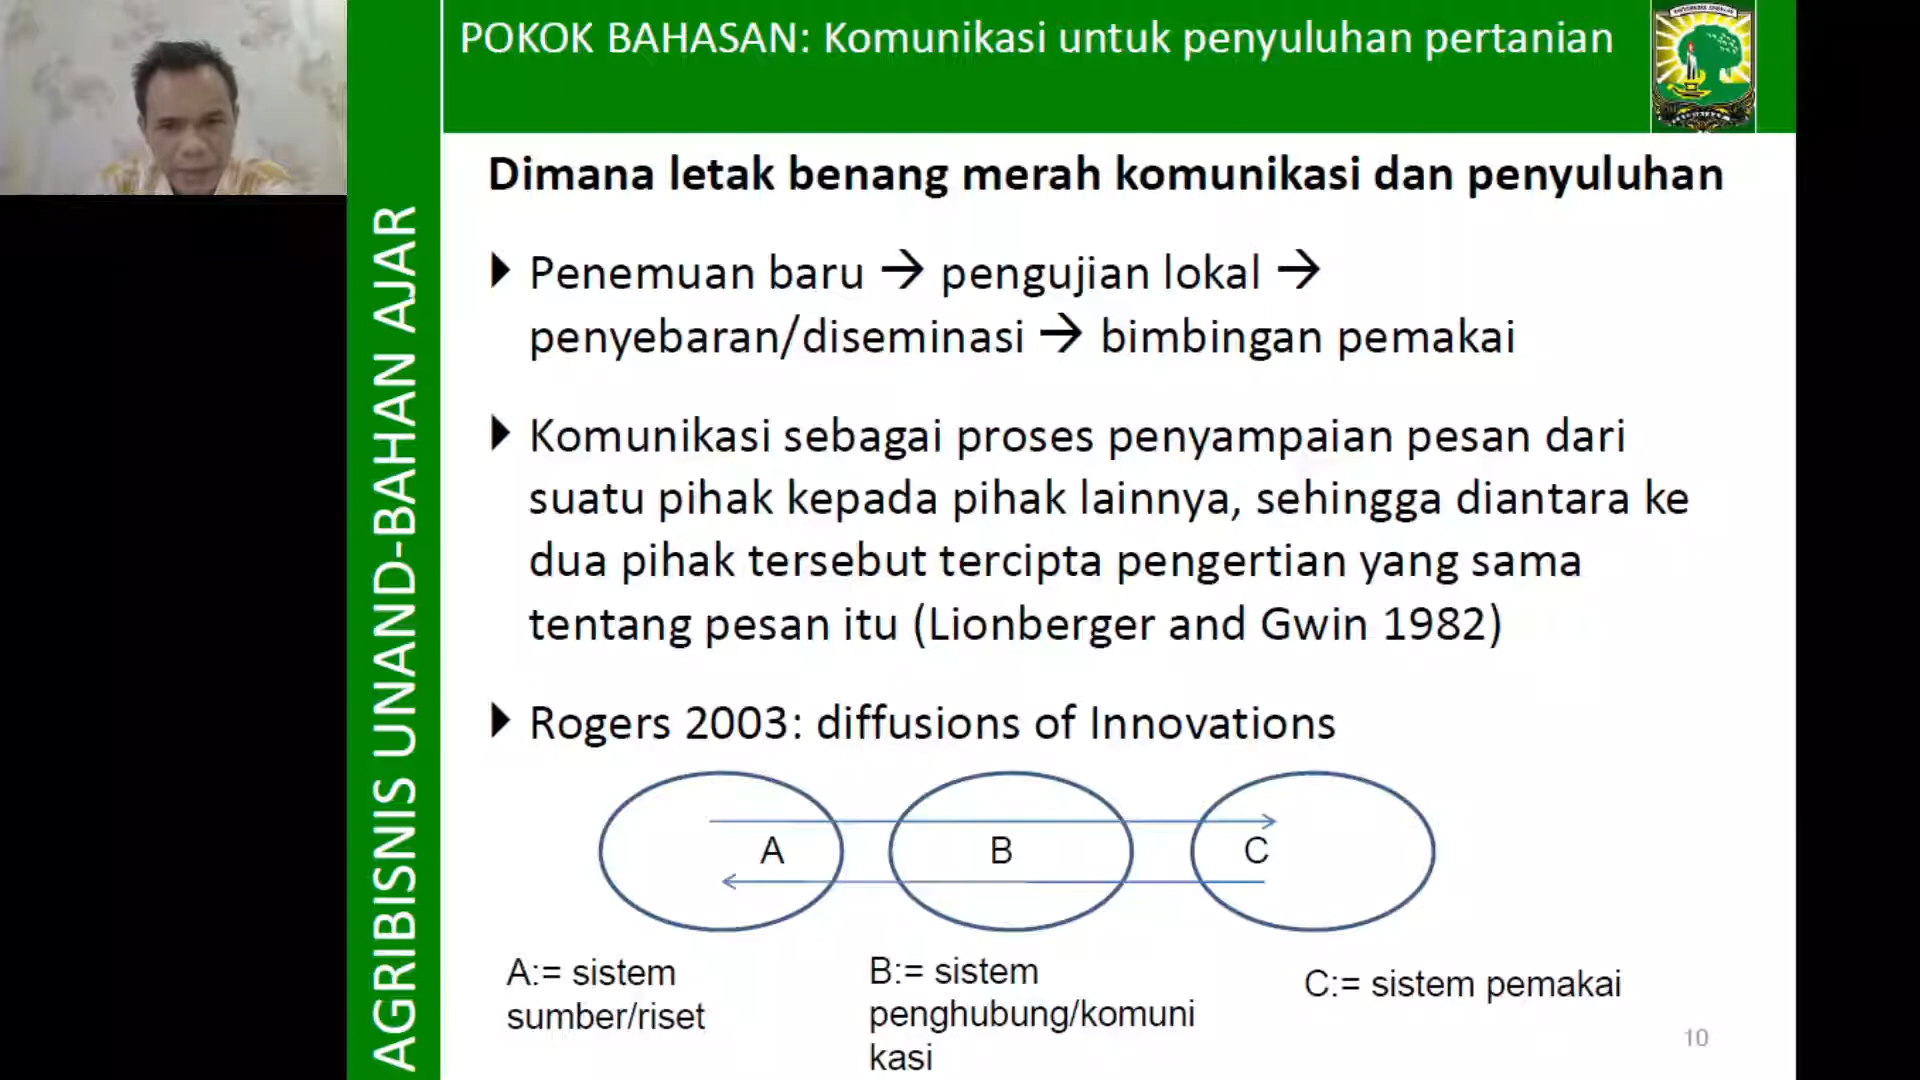 POKOK BAHASAN: Komunikasi untuk penyuluhan pertanian
AGRIBISNIS UNAND-BAHAN AJAR
Dimana letak benang merah komunikasi dan penyuluhan
Penemuan baru → pengujian lokal →
penyebaran/diseminasi → bimbingan pemakai
Komunikasi sebagai proses penyampaian pesan dari
suatu pihak kepada pihak lainnya, sehingga diantara ke
dua pihak tersebut tercipta pengertian yang sama
tentang pesan itu (Lionberger and Gwin 1982)
Rogers 2003: diffusions of Innovations
A B C
A:= sistem
sumber/riset
B:= sistem
penghubung/komuni
kasi
C:= sistem pemakai
10